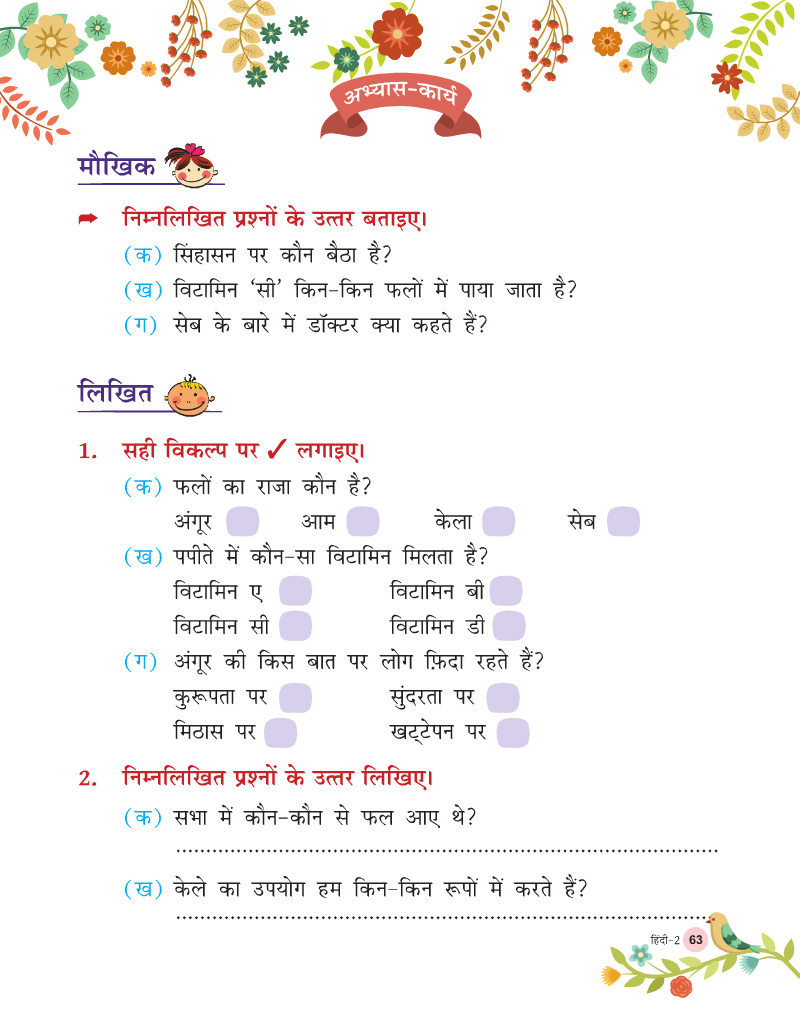 अभ्यास-कार्य
मौखिक
➦ निम्नलिखित प्रश्नों के उत्तर बताइए।
(क) सिंहासन पर कौन बैठा है?
(ख) विटामिन ‘सी’ किन-किन फलों में पाया जाता है?
(ग) सेब के बारे में डॉक्टर क्या कहते हैं?
लिखित
1. सही विकल्प पर ✓ लगाइए।
(क) फलों का राजा कौन है?
अंगूर आम केला सेब
(ख) पपीते में कौन-सा विटामिन मिलता है?
विटामिन ए विटामिन बी
विटामिन सी विटामिन डी
(ग) अंगूर की किस बात पर लोग फ़िदा रहते हैं?
कुरूपता पर सुंदरता पर
मिठास पर खट्टेपन पर
2. निम्नलिखित प्रश्नों के उत्तर लिखिए।
(क) सभा में कौन-कौन से फल आए थे?
(ख) केले का उपयोग हम किन-किन रूपों में करते हैं?
हिंदी-2 63